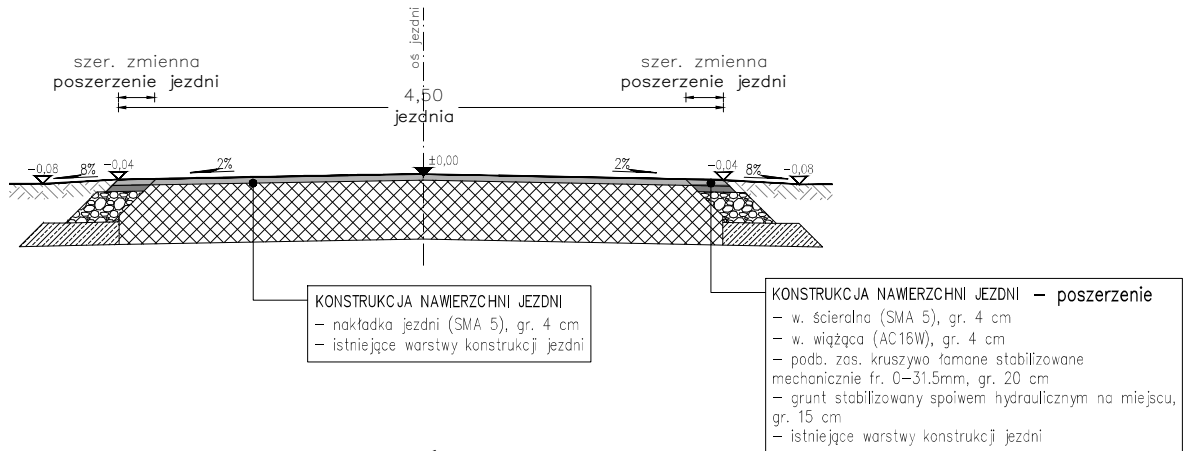 oś jezdni
szer. zmienna
poszerzenie jezdni
szer. zmienna
poszerzenie jezdni
4,50
jezdnia
-0,08
8%
-0,04
2%
±0,00
2%
-0,04
8%
-0,08
KONSTRUKCJA NAWIERZCHNI JEZDNI
- nakładka jezdni (SMA 5), gr. 4 cm
- istniejące warstwy konstrukcji jezdni
KONSTRUKCJA NAWIERZCHNI JEZDNI - poszerzenie
- w. ścieralna (SMA 5), gr. 4 cm
- w. wiążąca (AC16W), gr. 4 cm
- podb. zas. kruszywo łamane stabilizowane
mechanicznie fr. 0-31.5mm, gr. 20 cm
- grunt stabilizowany spoiwem hydraulicznym na miejscu,
gr. 15 cm
- istniejące warstwy konstrukcji jezdni